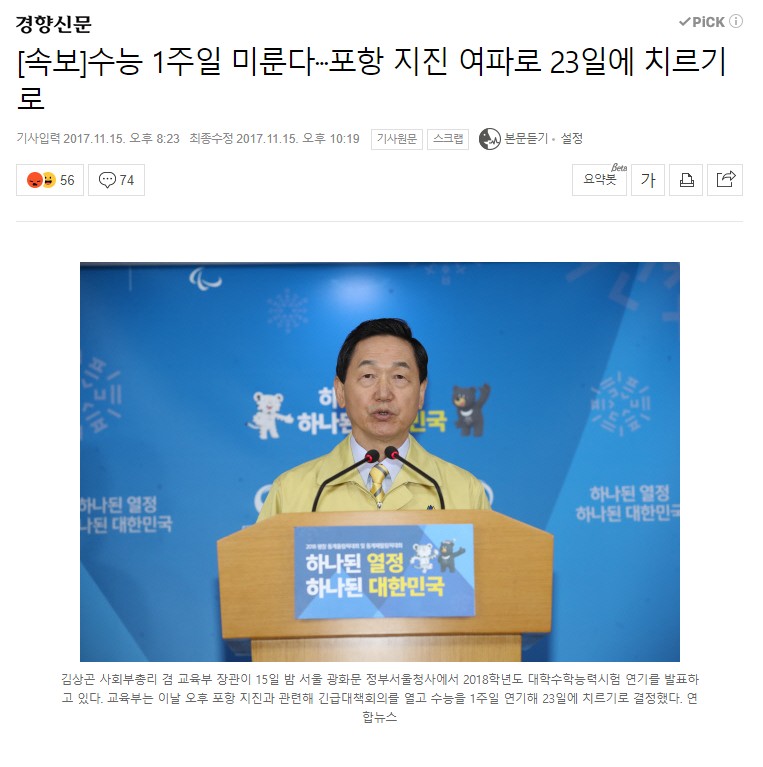 경향신문
PiCK
[속보]수능 1주일 미룬다…포항 지진 여파로 23일에 치르기
로
기사입력 2017.11.15. 오후 8:23 최종수정 2017.11.15. 오후 10:19 기사원문 스크랩 본문듣기 · 설정
56 74 요약봇 Beta 가
하나된 대한민국
하나된 열정
하나된 대한민국
하나된 열정
하나된 대한민국
하나된 열정
하나된 대한민국
김상곤 사회부총리 겸 교육부 장관이 15일 밤 서울 광화문 정부서울청사에서 2018학년도 대학수학능력시험 연기를 발표하
고 있다. 교육부는 이날 오후 포항 지진과 관련해 긴급대책회의를 열고 수능을 1주일 연기해 23일에 치르기로 결정했다. 연
합뉴스